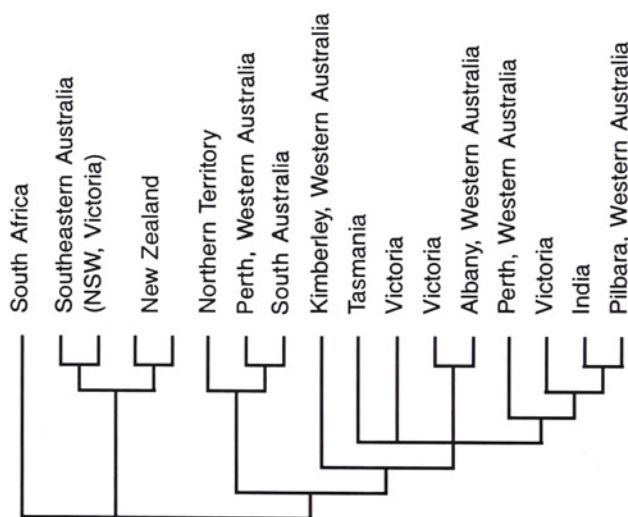 South Africa
Southeastern Australia
(NSW, Victoria)
New Zealand
Northern Territory
Perth, Western Australia
South Australia
Kimberley, Western Australia
Tasmania
Victoria
Victoria
Albany, Western Australia
Perth, Western Australia
Victoria
India
Pilbara, Western Australia